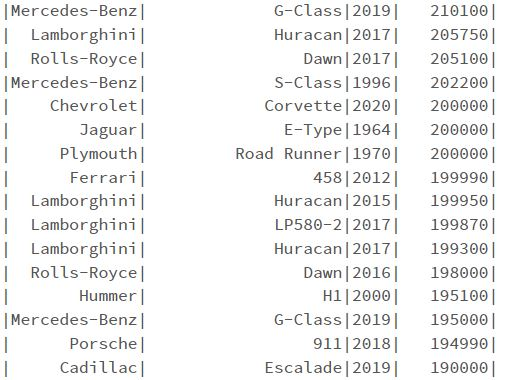 |Mercedes-Benz|             G-Class|2019|   210100|
|  Lamborghini|             Huracan|2017|   205750|
|  Rolls-Royce|                Dawn|2017|   205100|
|Mercedes-Benz|             S-Class|1996|   202200|
|    Chevrolet|            Corvette|2020|   200000|
|       Jaguar|              E-Type|1964|   200000|
|     Plymouth|         Road Runner|1970|   200000|
|      Ferrari|                 458|2012|   199990|
|  Lamborghini|             Huracan|2015|   199950|
|  Lamborghini|             LP580-2|2017|   199870|
|  Lamborghini|             Huracan|2017|   199300|
|  Rolls-Royce|                Dawn|2016|   198000|
|       Hummer|                  H1|2000|   195100|
|Mercedes-Benz|             G-Class|2019|   195000|
|      Porsche|                 911|2018|   194990|
|     Cadillac|            Escalade|2019|   190000|